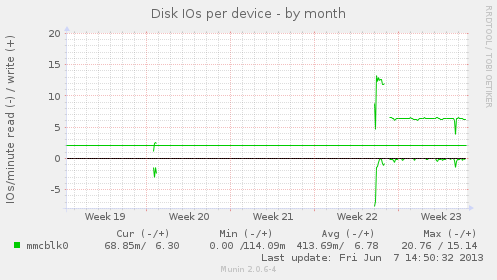 Disk IOs per device - by month
RRDTOOL / TOBI OETIKER
IOs/minute read (-) / write (+)
20
15
10
5
0
-5
Week 19 Week 20 Week 21 Week 22 Week 23
Cur (-/+) Min (-/+) Avg (-/+) Max (-/+)
mmcblk0 68.85m/ 6.30 0.00 /114.09m 413.69m/ 6.78 20.76 / 15.14
Last update: Fri Jun 7 14:50:32 2013
Munin 2.0.6-4